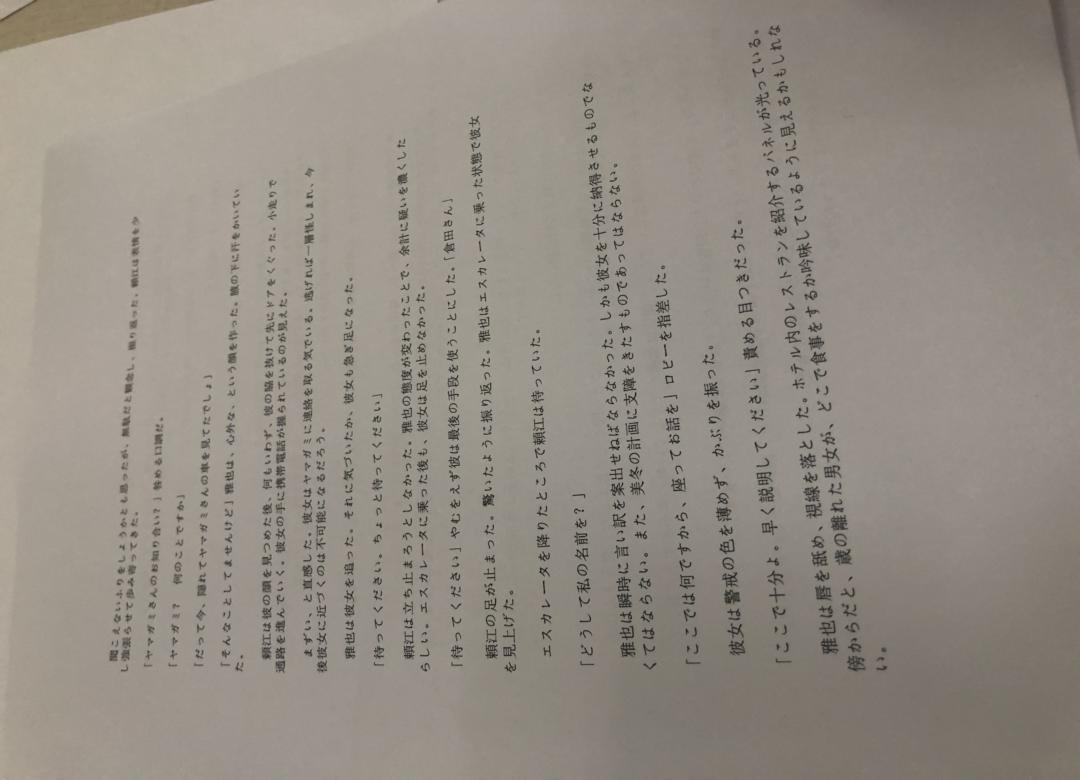 聞こえないふりをしようかとも思ったが、無駄だと観念し、振り返った。頼江は表情を少
し強張らせて歩み寄ってきた。
「ヤマガミさんのお知り合い？」咎める口調だ。
「ヤマガミ？　何のことですか」
「だって今、隠れてヤマガミさんの車を見てたでしょ」
「そんなことしてませんけど」雅也は、心外な、という顔を作った。腋の下に汗をかいてい
た。
頼江は彼の顔を見つめた後、何もいわず、彼の脇を抜けて先にドアをくぐった。小走りで
通路を進んでいく。彼女の手に携帯電話が握られているのが見えた。
まずい、と直感した。彼女はヤマガミに連絡を取る気でいる。逃げれば一層怪しまれ、今
後彼女に近づくのは不可能になるだろう。
雅也は彼女を追った。それに気づいたか、彼女も急ぎ足になった。
「待ってください。ちょっと待ってください」
頼江は立ち止まろうとしなかった。雅也の態度が変わったことで、余計に疑いを濃くした
らしい。エスカレータに乗った後も、彼女は足を止めなかった。
「待ってください」やむをえず彼は最後の手段を使うことにした。「倉田さん」
頼江の足が止まった。驚いたように振り返った。雅也はエスカレータに乗った状態で彼女
を見上げた。
エスカレータを降りたところで頼江は待っていた。
「どうして私の名前を？」
雅也は瞬時に言い訳を案出せねばならなかった。しかも彼女を十分に納得させるものでな
くてはならない。また、美冬の計画に支障をきたすものであってはならない。
「ここでは何ですから、座ってお話を」ロビーを指差した。
彼女は警戒の色を薄めず、かぶりを振った。
「ここで十分よ。早く説明してください」責める目つきだった。
雅也は唇を舐め、視線を落とした。ホテル内のレストランを紹介するパネルが光っている。
傍からだと、歳の離れた男女が、どこで食事をするか吟味しているように見えるかもしれな
い。